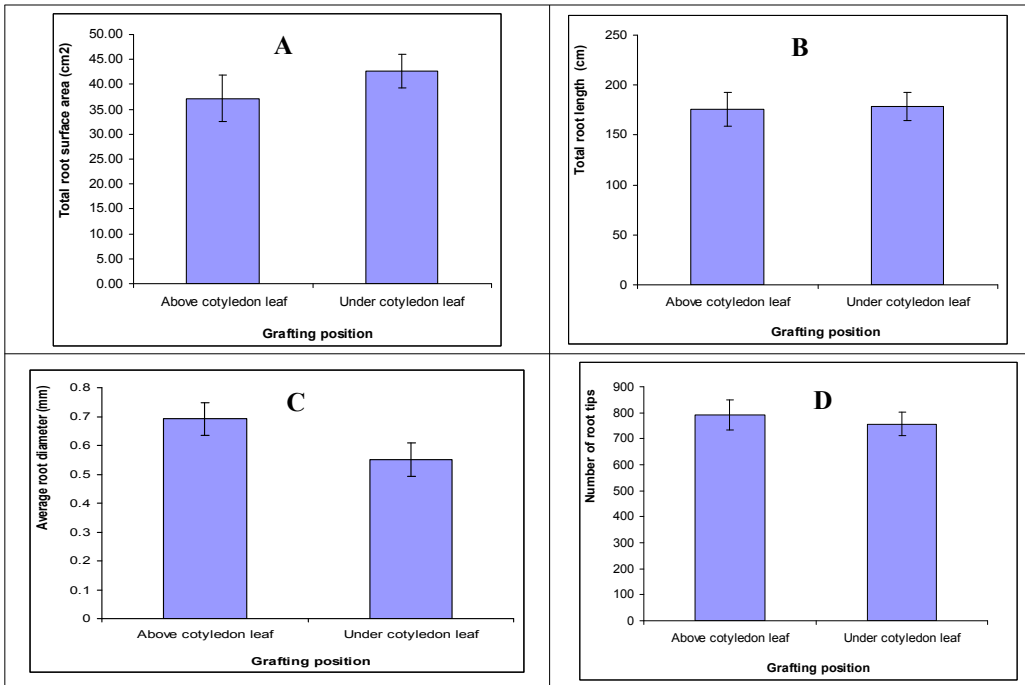 A
Total root surface area (cm2)
50.00
45.00
40.00
35.00
30.00
25.00
20.00
15.00
10.00
5.00
0.00
Above cotyledon leaf Under cotyledon leaf
Grafting position
B
Total root length (cm)
250
200
150
100
50
0
Above cotyledon leaf Under cotyledon leaf
Grafting position
C
Average root diameter (mm)
0.8
0.7
0.6
0.5
0.4
0.3
0.2
0.1
0
Above cotyledon leaf Under cotyledon leaf
Grafting position
D
Number of root tips
900
800
700
600
500
400
300
200
100
0
Above cotyledon leaf Under cotyledon leaf
Grafting position